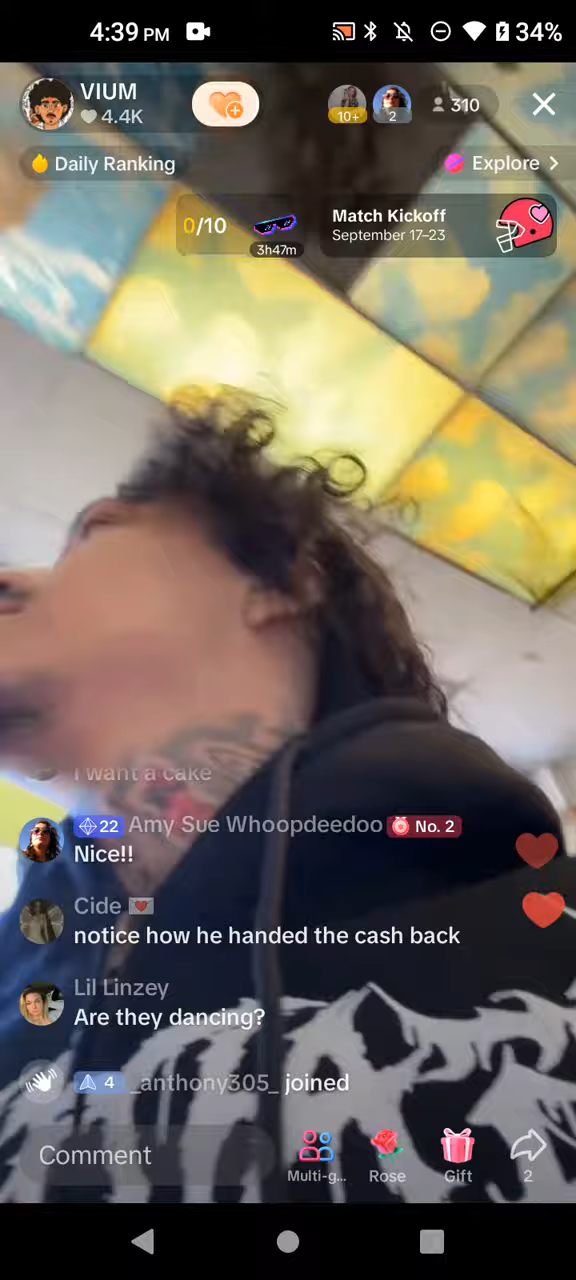 4:39 PM 34%
VIUM
4.4K
10+ 2 310
Daily Ranking
Explore
0/10
3h47m
Match Kickoff
September 17–23
I want a cake
22 Amy Sue Whoopdeedoo No. 2
Nice!!
Cide
notice how he handed the cash back
Lil Linzey
Are they dancing?
4 _anthony305_ joined
Comment
Multi-g...
Rose
Gift
2